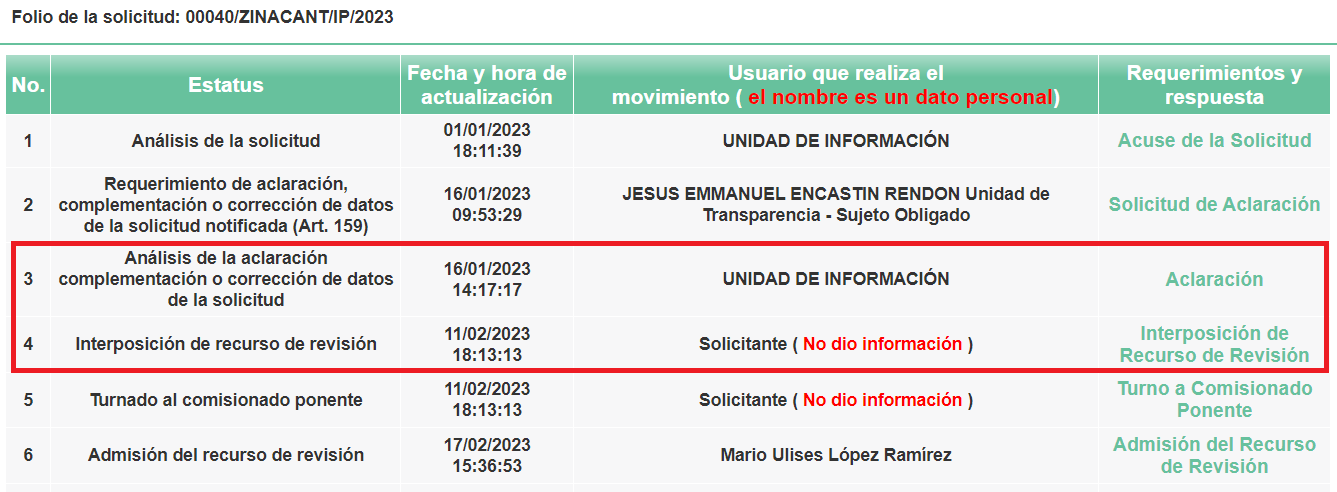 Folio de la solicitud: 00040/ZINACANT/IP/2023
No.
Estatus
Fecha y hora de
actualización
Usuario que realiza el
movimiento ( el nombre es un dato personal)
Requerimientos y
respuesta
1
Análisis de la solicitud
01/01/2023
18:11:39
UNIDAD DE INFORMACIÓN
Acuse de la Solicitud
2
Requerimiento de aclaración,
complementación o corrección de datos
de la solicitud notificada (Art. 159)
16/01/2023
09:53:29
JESUS EMMANUEL ENCASTIN RENDON Unidad de
Transparencia - Sujeto Obligado
Solicitud de Aclaración
3
Análisis de la aclaración
complementación o corrección de datos
de la solicitud
16/01/2023
14:17:17
UNIDAD DE INFORMACIÓN
Aclaración
4
Interposición de recurso de revisión
11/02/2023
18:13:13
Solicitante ( No dio información )
Interposición de
Recurso de Revisión
5
Turnado al comisionado ponente
11/02/2023
18:13:13
Solicitante ( No dio información )
Turno a Comisionado
Ponente
6
Admisión del recurso de revisión
17/02/2023
15:36:53
Mario Ulises López Ramírez
Admisión del Recurso
de Revisión